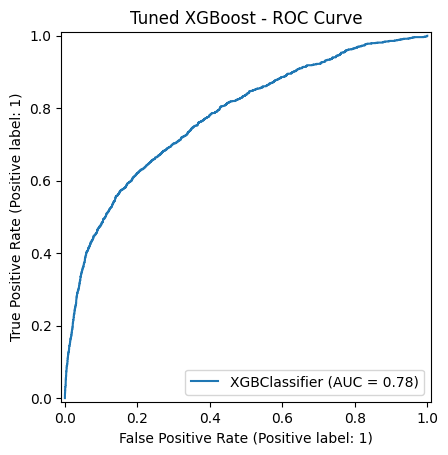 Tuned XGBoost - ROC Curve
1.0
0.8
0.6
0.4
0.2
0.0
True Positive Rate (Positive label: 1)
XGBClassifier (AUC = 0.78)
0.0 0.2 0.4 0.6 0.8 1.0
False Positive Rate (Positive label: 1)